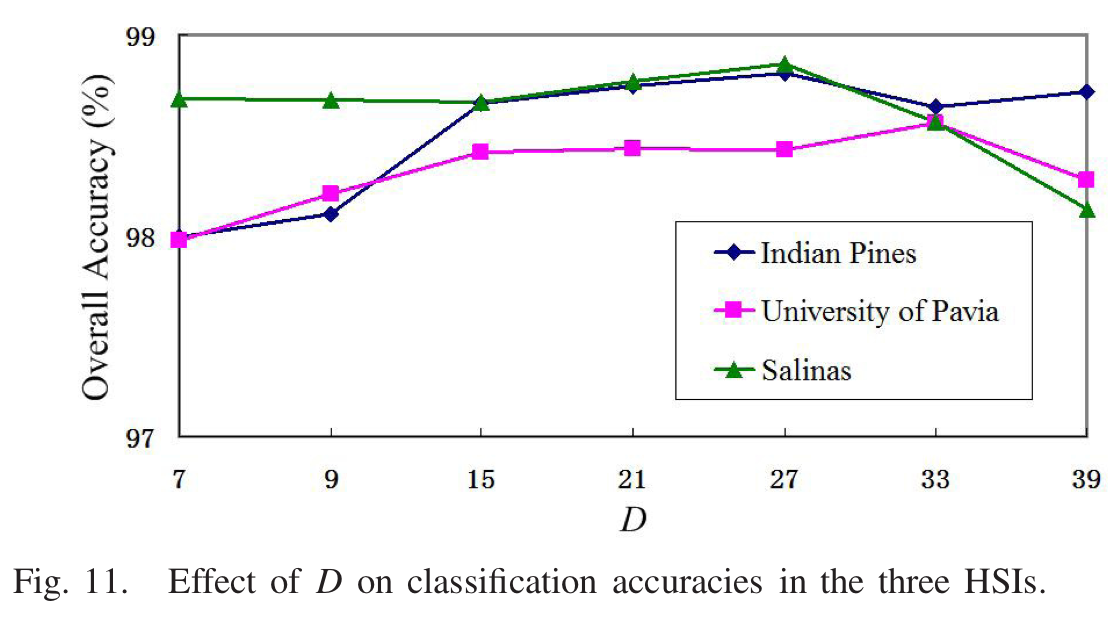 99
98
97
Overall Accuracy (%)
Indian Pines
University of Pavia
Salinas
7 9 15 21 27 33 39
D
Fig. 11. Effect of D on classification accuracies in the three HSIs.